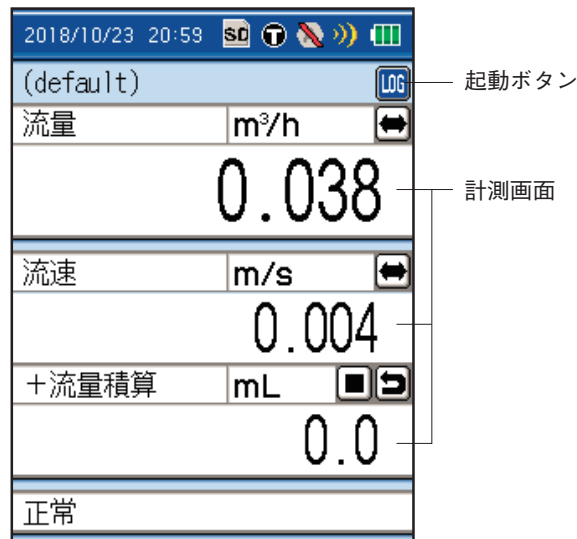 2018/10/23 20:53 SD T
(default) LOG 起動ボタン
流量 m³/h
0.038 計測画面
流速 m/s
0.004
+流量積算 mL
0.0
正常